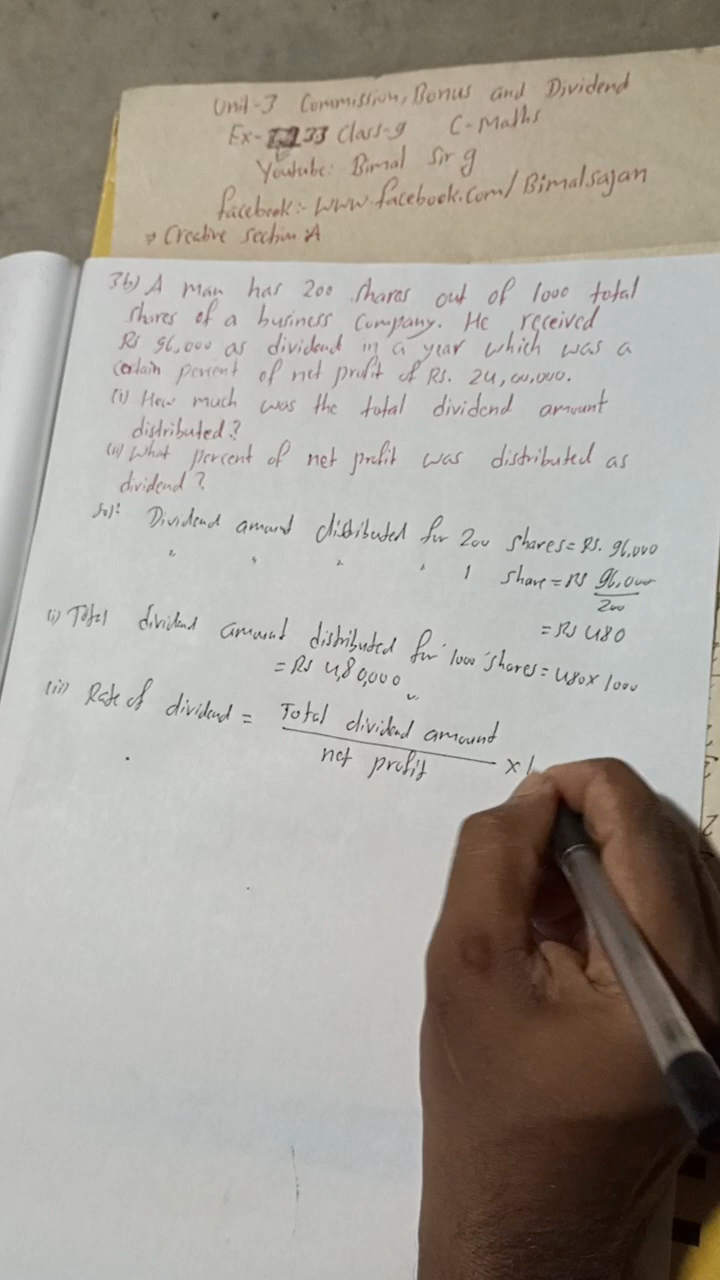 Unit-3 Commission, Bonus and Dividend
Ex- 3.3 Class-9 C-Maths
Youtube: Bimal Sir g
facebook:- www.facebook.com/Bimalsajan
⇒ Creative section A
3b) A man has 200 shares out of 1000 total
shares of a business Company. He received
Rs 96,000 as dividend in a year which was a
certain percent of net profit of RS. 24,00,000.
(i) How much was the total dividend amount
distributed?
(ii) What percent of net profit was distributed as
dividend?
Solⁿ: Dividend amount distributed for 200 shares = Rs. 96,000
" " " " 1 share = Rs 96,000
200
= Rs 480
(i) Total dividend amount distributed for 1000 shares = 480 × 1000
= Rs 4,80,000
(ii) Rate of dividend = Total dividend amount
net profit × 1